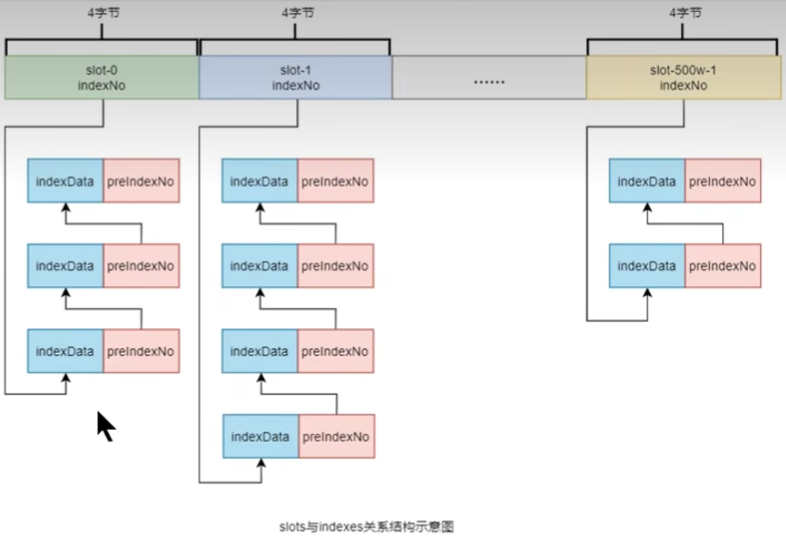 4字节 4字节 4字节
slot-0 slot-1 slot-500w-1
indexNo indexNo ...... indexNo
indexData preIndexNo indexData preIndexNo indexData preIndexNo
indexData preIndexNo indexData preIndexNo indexData preIndexNo
indexData preIndexNo indexData preIndexNo
indexData preIndexNo
slots与indexes关系结构示意图